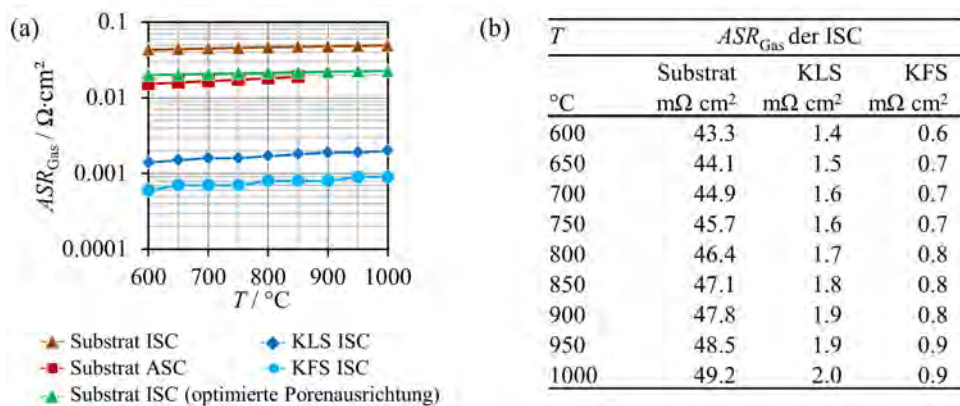 (a)
0.1
0.01
0.001
0.0001
ASR_Gas / Ω·cm²
600 700 800 900 1000
T / °C
Substrat ISC
KLS ISC
Substrat ASC
KFS ISC
Substrat ISC (optimierte Porenausrichtung)
(b)
T ASR_Gas der ISC
Substrat KLS KFS
°C mΩ cm² mΩ cm² mΩ cm²
600 43.3 1.4 0.6
650 44.1 1.5 0.7
700 44.9 1.6 0.7
750 45.7 1.6 0.7
800 46.4 1.7 0.8
850 47.1 1.8 0.8
900 47.8 1.9 0.8
950 48.5 1.9 0.9
1000 49.2 2.0 0.9